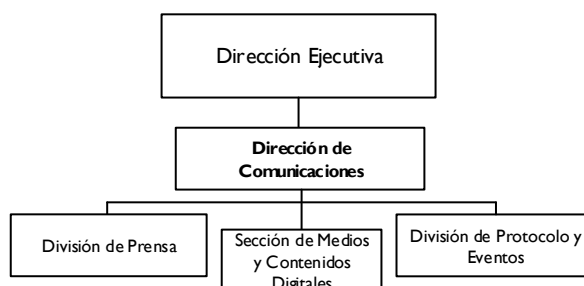 Dirección Ejecutiva
Dirección de
Comunicaciones
División de Prensa
Sección de Medios
y Contenidos
Digitales
División de Protocolo y
Eventos